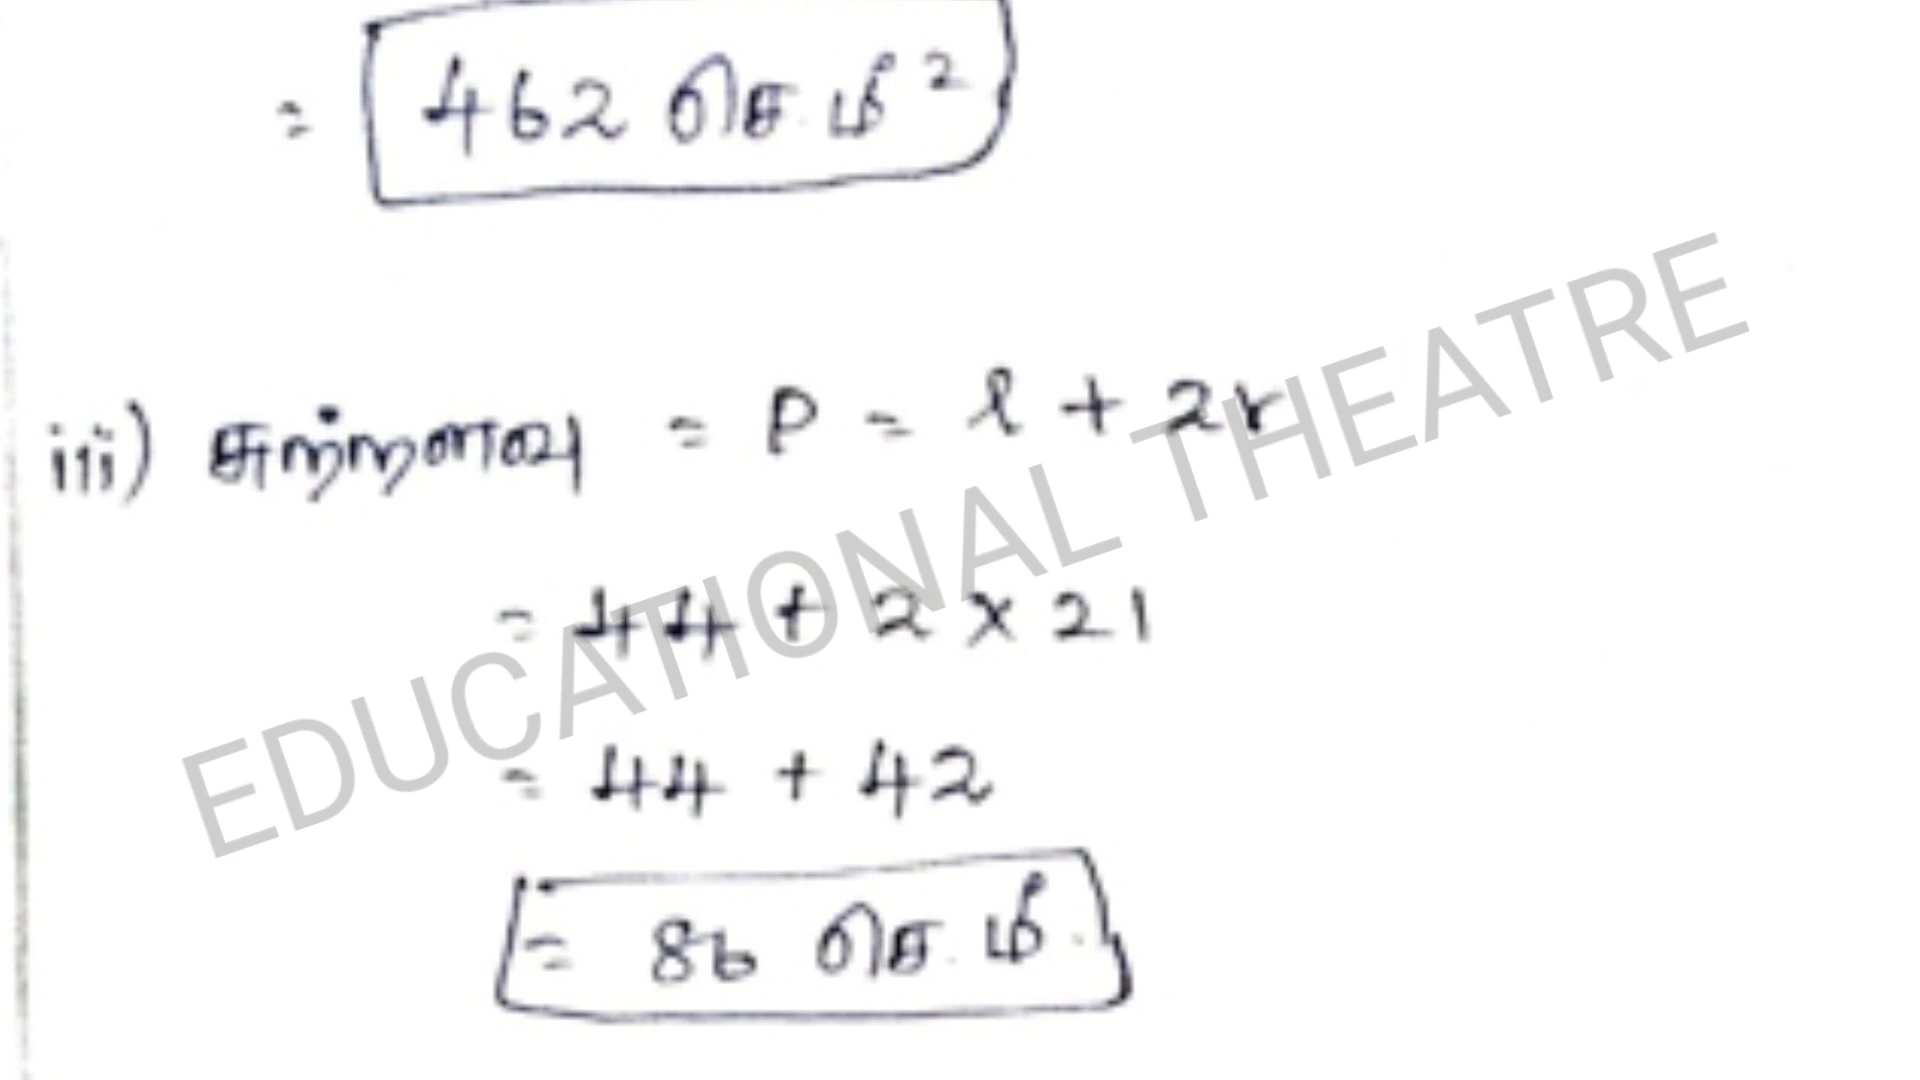 = 462 செ.மீ²
iii) சுற்றளவு = P = l + 2r
= 44 + 2 × 21
= 44 + 42
= 86 செ.மீ.
EDUCATIONAL THEATRE